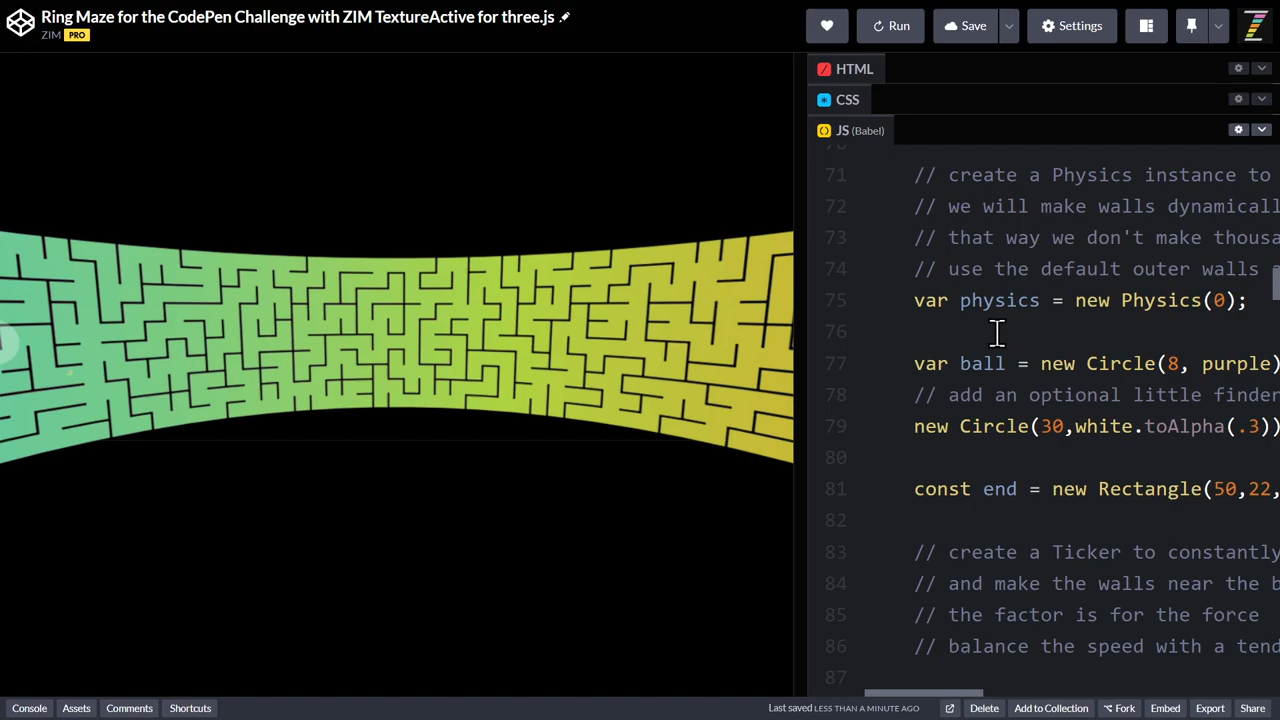 Ring Maze for the CodePen Challenge with ZIM TextureActive for three.js
ZIM PRO
Run
Save
Settings
HTML
CSS
JS (Babel)
71 // create a Physics instance to
72 // we will make walls dynamicall
73 // that way we don't make thousa
74 // use the default outer walls
75 var physics = new Physics(0);
76
77 var ball = new Circle(8, purple)
78 // add an optional little finder
79 new Circle(30,white.toAlpha(.3))
80
81 const end = new Rectangle(50,22,
82
83 // create a Ticker to constantly
84 // and make the walls near the b
85 // the factor is for the force
86 // balance the speed with a tend
87
Console Assets Comments Shortcuts Last saved LESS THAN A MINUTE AGO Delete Add to Collection Fork Embed Export Share